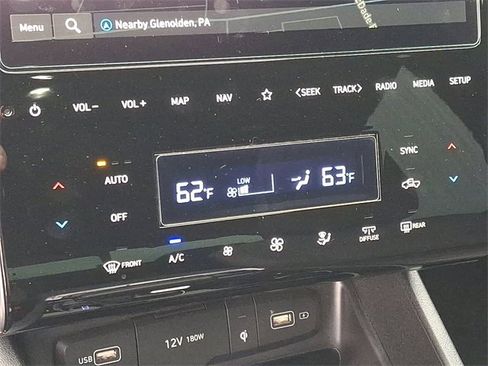 Menu
Nearby Glenolden, PA
VOL−
VOL+
MAP
NAV
<SEEK
TRACK>
RADIO
MEDIA
SETUP
SYNC
AUTO
62°F
LOW
63°F
OFF
FRONT
A/C
DIFFUSE
REAR
USB
12V 180W